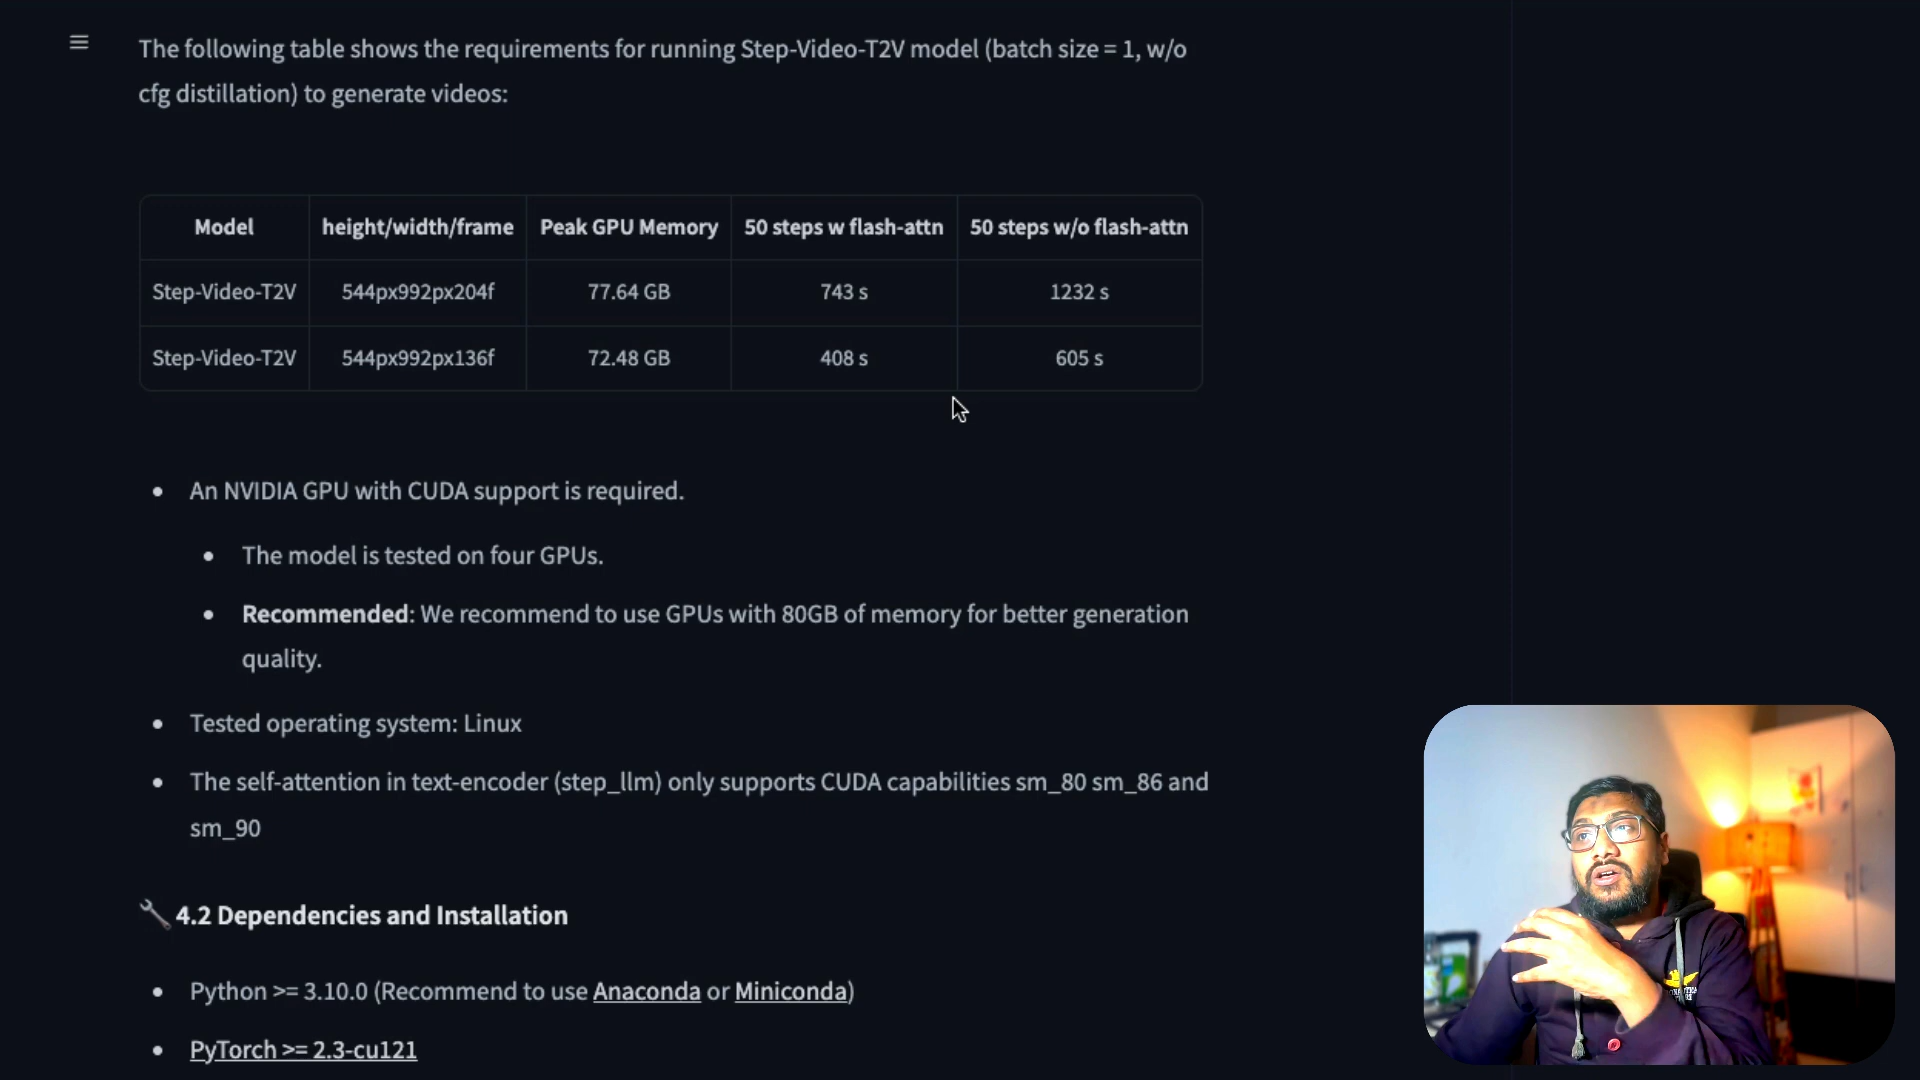 The following table shows the requirements for running Step-Video-T2V model (batch size = 1, w/o
cfg distillation) to generate videos:
Model height/width/frame Peak GPU Memory 50 steps w flash-attn 50 steps w/o flash-attn
Step-Video-T2V 544px992px204f 77.64 GB 743 s 1232 s
Step-Video-T2V 544px992px136f 72.48 GB 408 s 605 s
• An NVIDIA GPU with CUDA support is required.
• The model is tested on four GPUs.
• Recommended: We recommend to use GPUs with 80GB of memory for better generation
quality.
• Tested operating system: Linux
• The self-attention in text-encoder (step_llm) only supports CUDA capabilities sm_80 sm_86 and
sm_90
🔧 4.2 Dependencies and Installation
• Python >= 3.10.0 (Recommend to use Anaconda or Miniconda)
• PyTorch >= 2.3-cu121